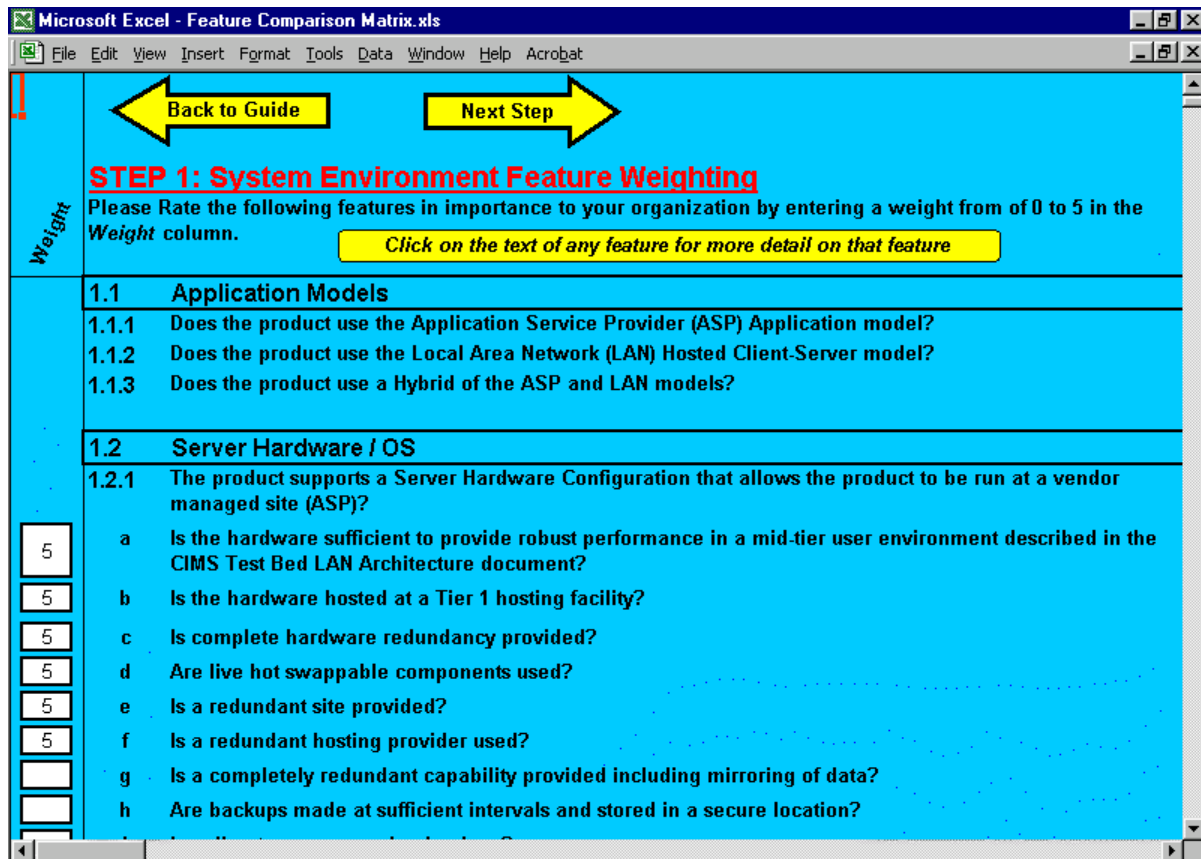 Microsoft Excel - Feature Comparison Matrix.xls
File Edit View Insert Format Tools Data Window Help Acrobat
Back to Guide Next Step
STEP 1: System Environment Feature Weighting
Weight
Please Rate the following features in importance to your organization by entering a weight from of 0 to 5 in the
Weight column.
Click on the text of any feature for more detail on that feature
1.1 Application Models
1.1.1 Does the product use the Application Service Provider (ASP) Application model?
1.1.2 Does the product use the Local Area Network (LAN) Hosted Client-Server model?
1.1.3 Does the product use a Hybrid of the ASP and LAN models?
1.2 Server Hardware / OS
1.2.1 The product supports a Server Hardware Configuration that allows the product to be run at a vendor
managed site (ASP)?
5 a Is the hardware sufficient to provide robust performance in a mid-tier user environment described in the
CIMS Test Bed LAN Architecture document?
5 b Is the hardware hosted at a Tier 1 hosting facility?
5 c Is complete hardware redundancy provided?
5 d Are live hot swappable components used?
5 e Is a redundant site provided?
5 f Is a redundant hosting provider used?
g Is a completely redundant capability provided including mirroring of data?
h Are backups made at sufficient intervals and stored in a secure location?